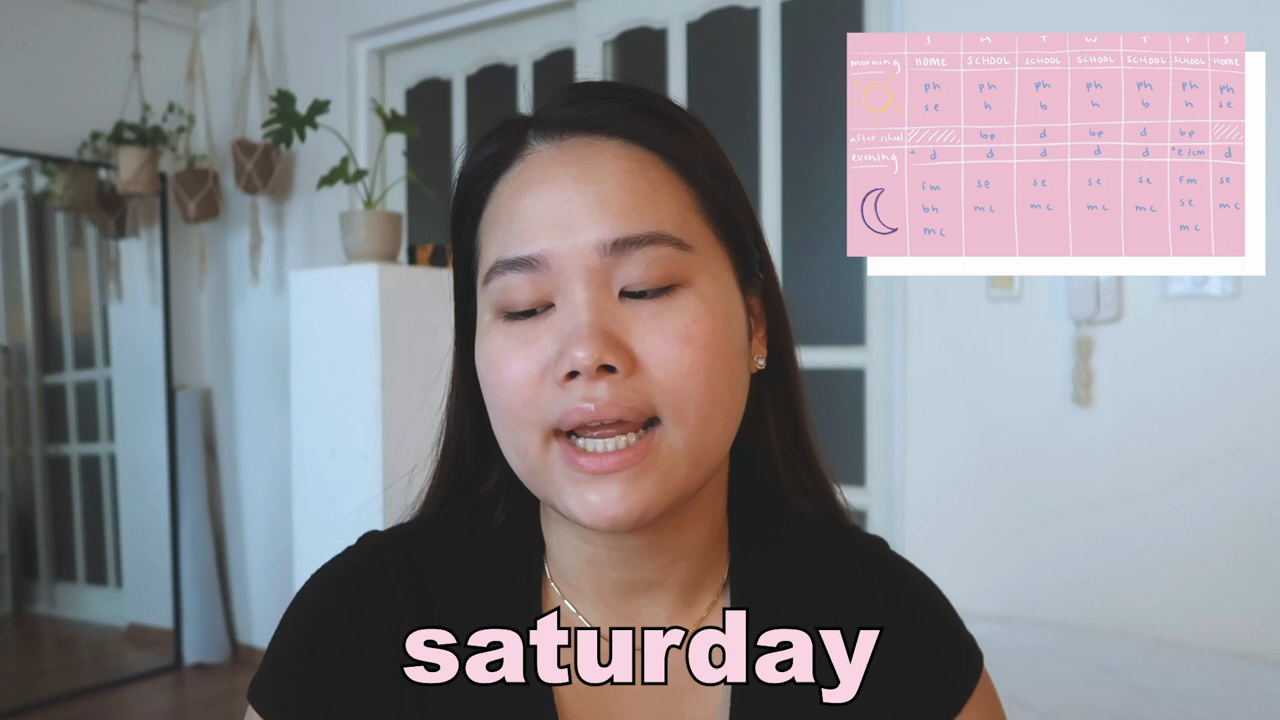 S M T W T F S
morning HOME SCHOOL SCHOOL SCHOOL SCHOOL SCHOOL HOME
ph ph ph ph ph ph ph
se h b h b h se
after school bp d bp d bp
evening * d d d d d *e/cm d
fm se se se se fm se
bh mc mc mc mc se mc
mc mc
saturday